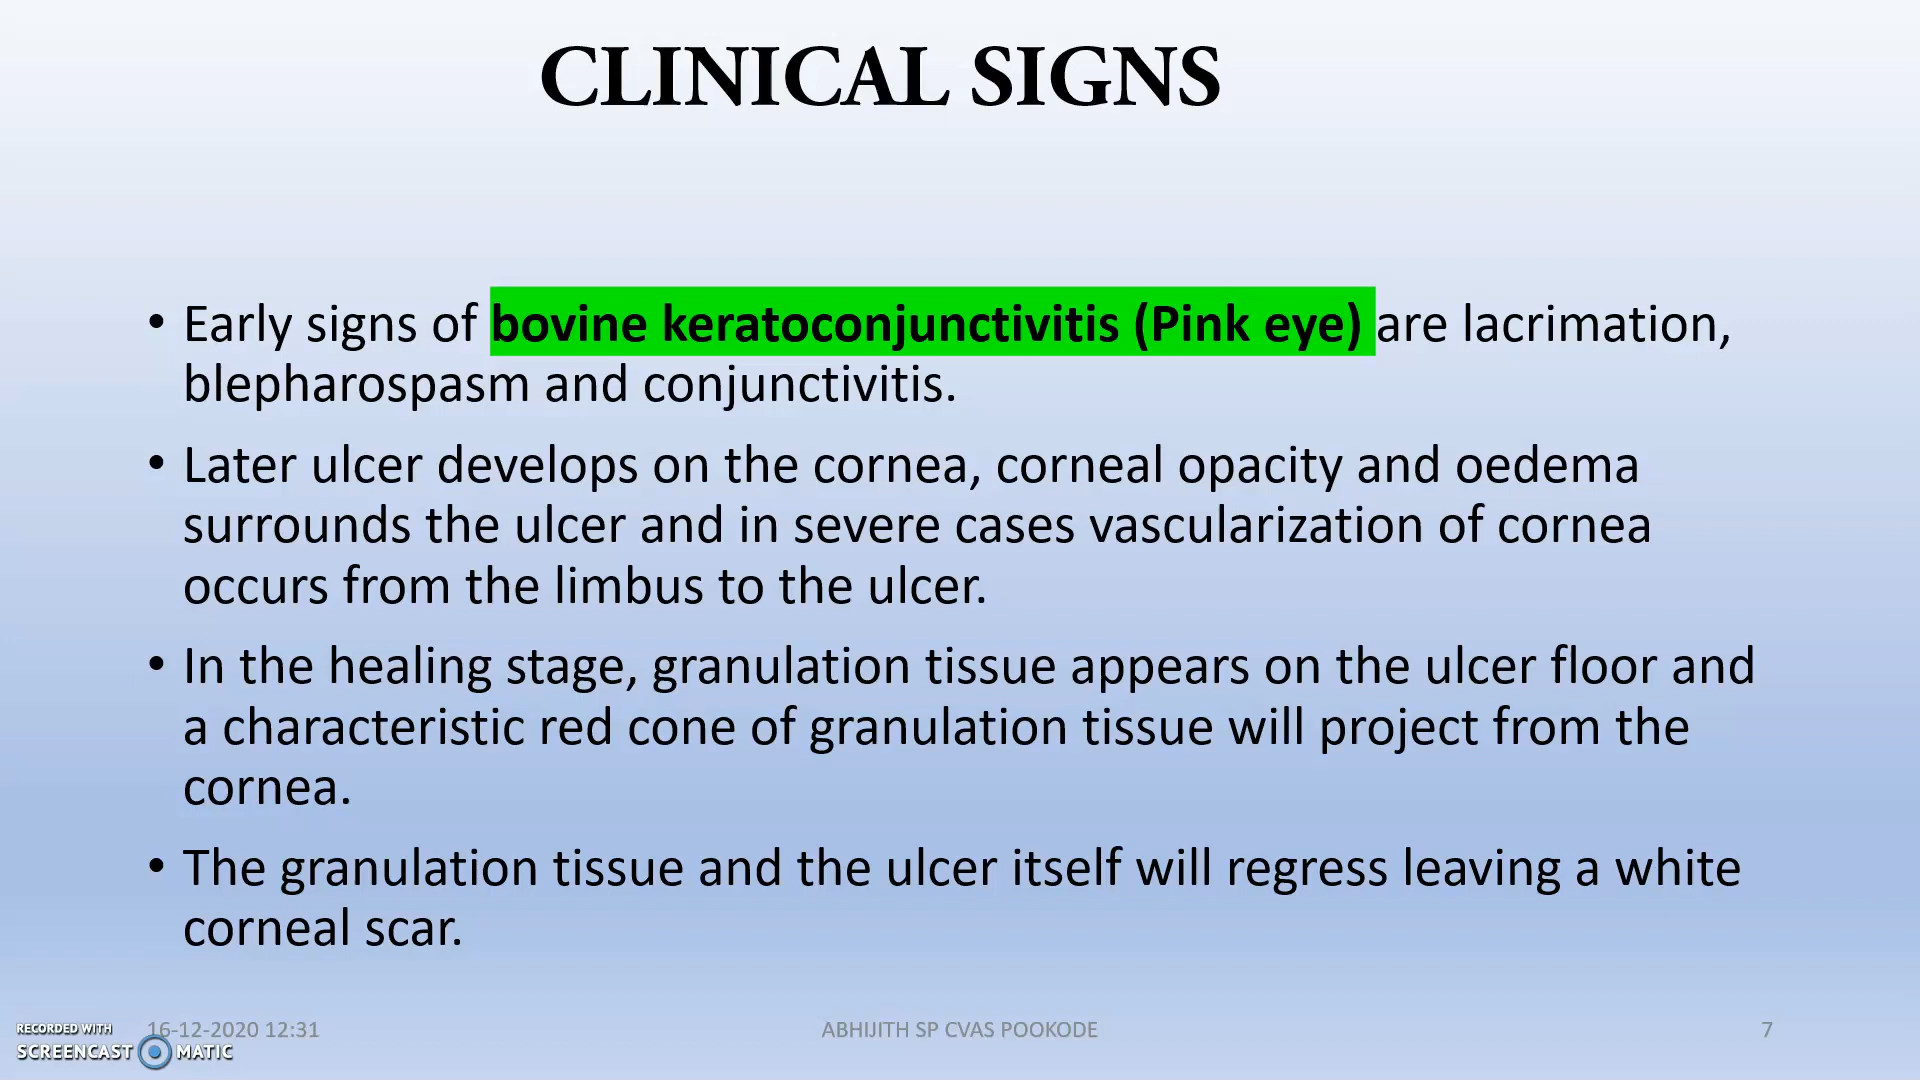 CLINICAL SIGNS
• Early signs of bovine keratoconjunctivitis (Pink eye) are lacrimation,
blepharospasm and conjunctivitis.
• Later ulcer develops on the cornea, corneal opacity and oedema
surrounds the ulcer and in severe cases vascularization of cornea
occurs from the limbus to the ulcer.
• In the healing stage, granulation tissue appears on the ulcer floor and
a characteristic red cone of granulation tissue will project from the
cornea.
• The granulation tissue and the ulcer itself will regress leaving a white
corneal scar.
RECORDED WITH
SCREENCAST MATIC
16-12-2020 12:31
ABHIJITH SP CVAS POOKODE
7